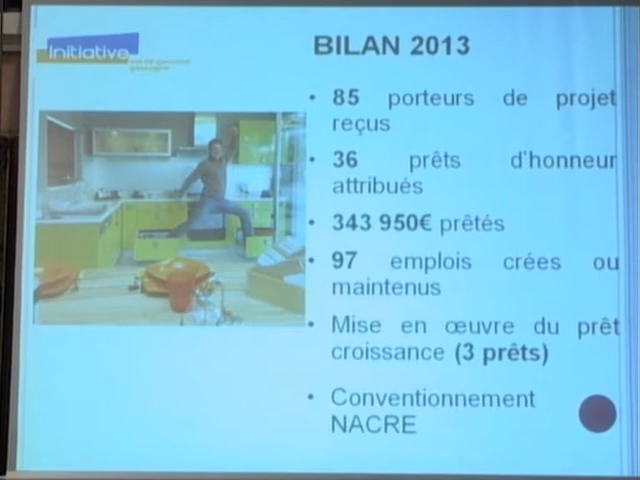 Initiative
BILAN 2013
• 85 porteurs de projet
reçus
• 36 prêts d'honneur
attribués
• 343 950€ prêtés
• 97 emplois crées ou
maintenus
• Mise en œuvre du prêt
croissance (3 prêts)
• Conventionnement
NACRE